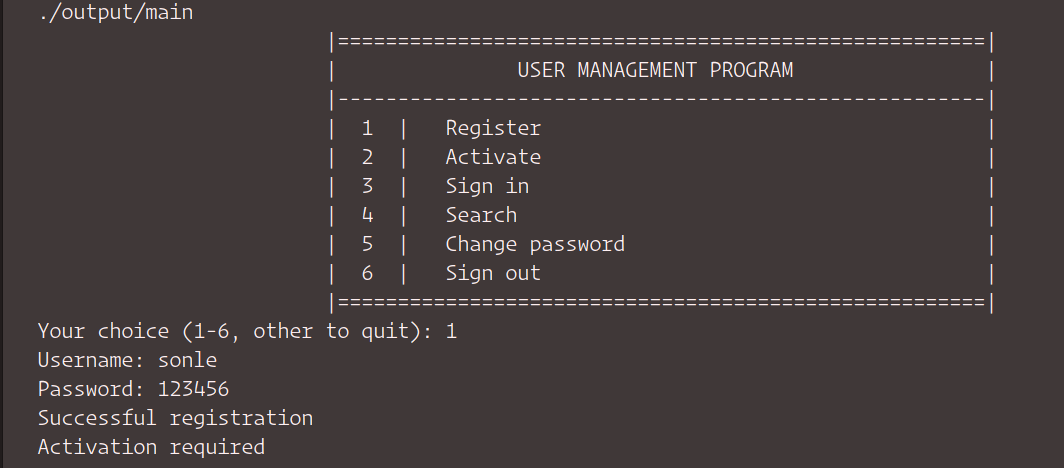 ./output/main
|======================================================|
|               USER MANAGEMENT PROGRAM                |
|------------------------------------------------------|
|  1  |   Register                                     |
|  2  |   Activate                                     |
|  3  |   Sign in                                      |
|  4  |   Search                                       |
|  5  |   Change password                              |
|  6  |   Sign out                                     |
|======================================================|
Your choice (1-6, other to quit): 1
Username: sonle
Password: 123456
Successful registration
Activation required